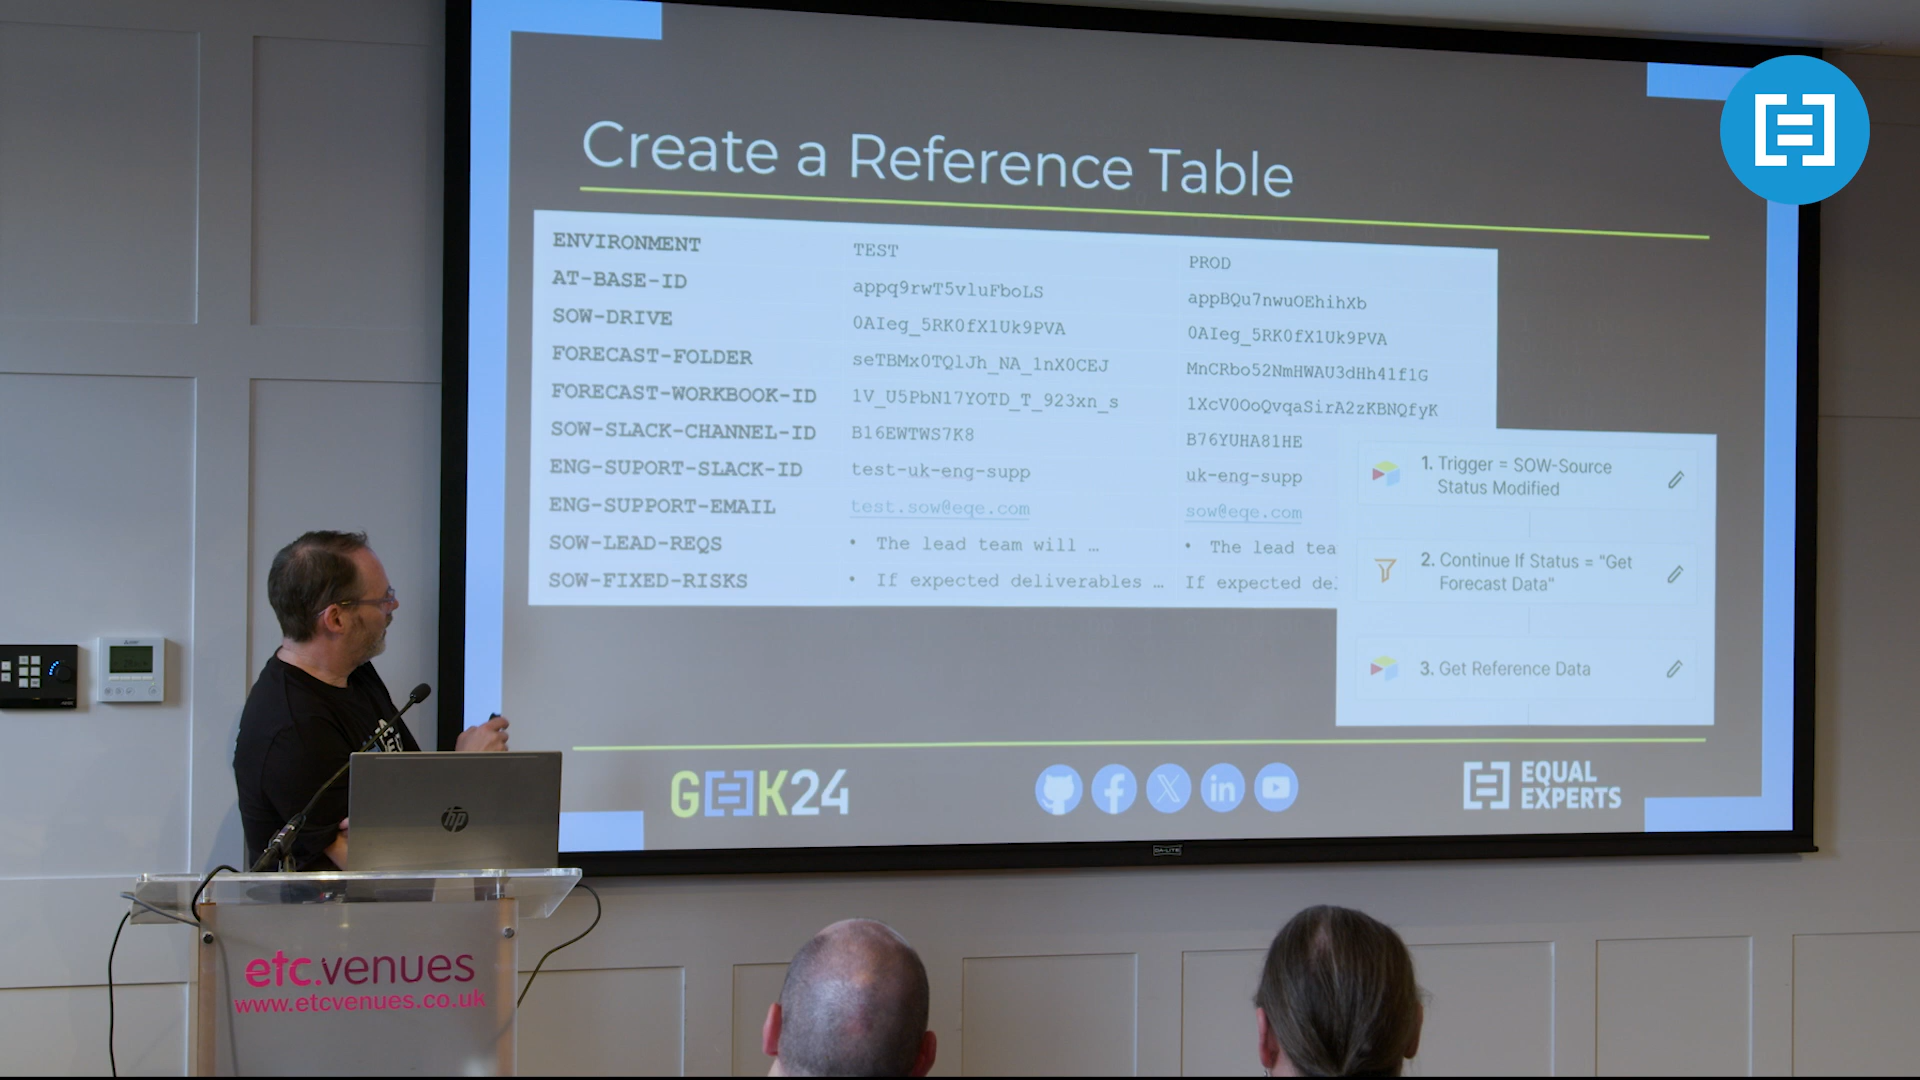 Create a Reference Table
ENVIRONMENT TEST PROD
AT-BASE-ID appq9rwT5vluFboLS appBQu7nwuOEhihXb
SOW-DRIVE 0AIeg_5RK0fX1Uk9PVA 0AIeg_5RK0fX1Uk9PVA
FORECAST-FOLDER seTBMx0TQlJh_NA_lnX0CEJ MnCRbo52NmHWAU3dHh41f1G
FORECAST-WORKBOOK-ID 1V_U5PbN17YOTD_T_923xn_s 1XcV0OoQvqaSirA2zKBNQfyK
SOW-SLACK-CHANNEL-ID B16EWTWS7K8 B76YUHA81HE
ENG-SUPORT-SLACK-ID test-uk-eng-supp uk-eng-supp
ENG-SUPPORT-EMAIL test.sow@eqe.com sow@eqe.com
SOW-LEAD-REQS • The lead team will … • The lead tea
SOW-FIXED-RISKS • If expected deliverables … If expected de
1. Trigger = SOW-Source
Status Modified
2. Continue If Status = "Get
Forecast Data"
3. Get Reference Data
G[=]K24
EQUAL
EXPERTS
hp
DA-LITE
etc.venues
www.etcvenues.co.uk